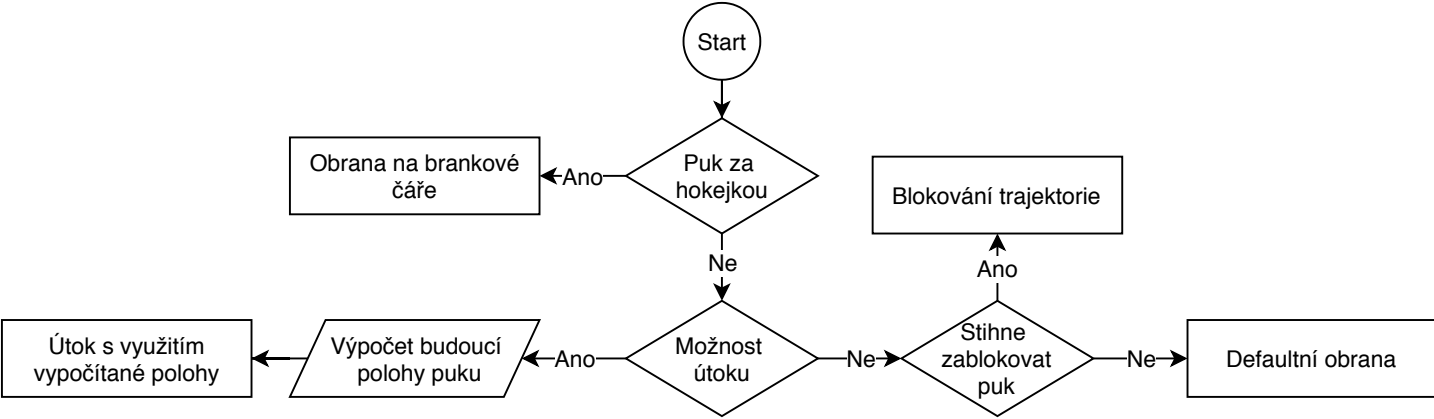 Start
Puk za
hokejkou
Ano
Obrana na brankové
čáře
Ne
Možnost
útoku
Ano
Výpočet budoucí
polohy puku
Útok s využitím
vypočítané polohy
Ne
Stihne
zablokovat
puk
Ano
Blokování trajektorie
Ne
Defaultní obrana